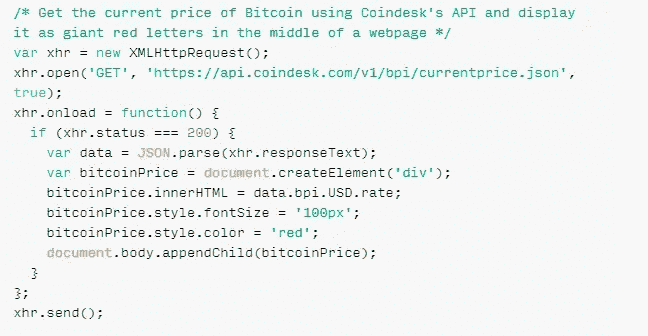 /* Get the current price of Bitcoin using Coindesk's API and display
it as giant red letters in the middle of a webpage */
var xhr = new XMLHttpRequest();
xhr.open('GET', 'https://api.coindesk.com/v1/bpi/currentprice.json',
true);
xhr.onload = function() {
  if (xhr.status === 200) {
    var data = JSON.parse(xhr.responseText);
    var bitcoinPrice = document.createElement('div');
    bitcoinPrice.innerHTML = data.bpi.USD.rate;
    bitcoinPrice.style.fontSize = '100px';
    bitcoinPrice.style.color = 'red';
    document.body.appendChild(bitcoinPrice);
  }
};
xhr.send();